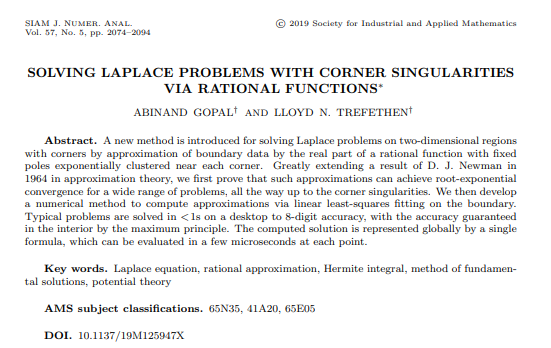 SIAM J. NUMER. ANAL. © 2019 Society for Industrial and Applied Mathematics
Vol. 57, No. 5, pp. 2074–2094
SOLVING LAPLACE PROBLEMS WITH CORNER SINGULARITIES
VIA RATIONAL FUNCTIONS*
ABINAND GOPAL† AND LLOYD N. TREFETHEN†
Abstract. A new method is introduced for solving Laplace problems on two-dimensional regions
with corners by approximation of boundary data by the real part of a rational function with fixed
poles exponentially clustered near each corner. Greatly extending a result of D. J. Newman in
1964 in approximation theory, we first prove that such approximations can achieve root-exponential
convergence for a wide range of problems, all the way up to the corner singularities. We then develop
a numerical method to compute approximations via linear least-squares fitting on the boundary.
Typical problems are solved in <1s on a desktop to 8-digit accuracy, with the accuracy guaranteed
in the interior by the maximum principle. The computed solution is represented globally by a single
formula, which can be evaluated in a few microseconds at each point.
Key words. Laplace equation, rational approximation, Hermite integral, method of fundamen-
tal solutions, potential theory
AMS subject classifications. 65N35, 41A20, 65E05
DOI. 10.1137/19M125947X